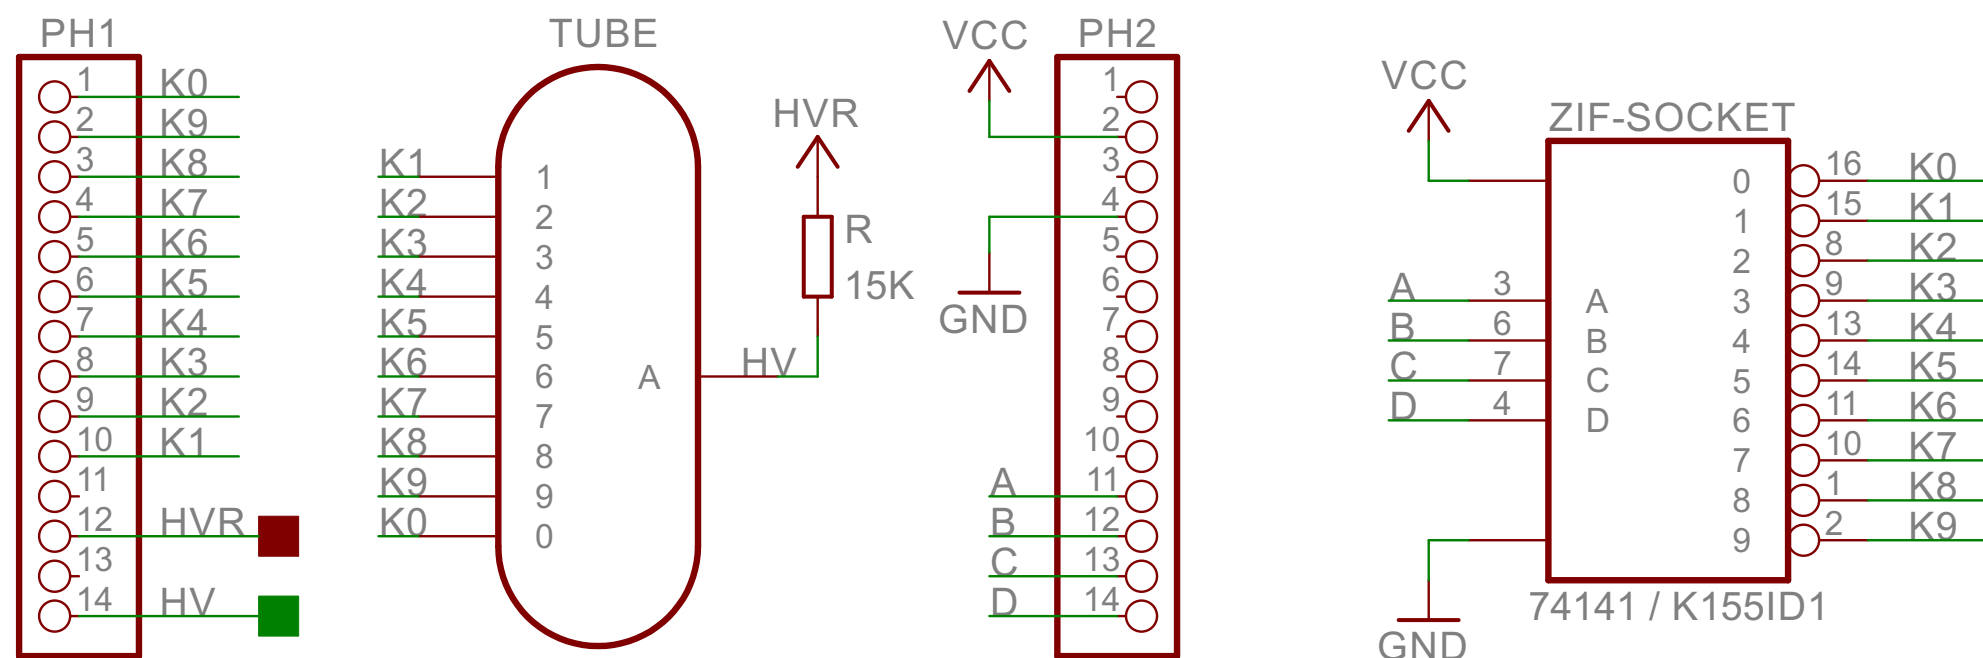 PH1
1 K0
2 K9
3 K8
4 K7
5 K6
6 K5
7 K4
8 K3
9 K2
10 K1
11
12 HVR
13
14 HV
TUBE
K1 1
K2 2
K3 3
K4 4
K5 5
K6 6
K7 7
K8 8
K9 9
K0 0
A HV
HVR
R
15K
VCC
GND
PH2
1
2
3
4
5
6
7
8
9
10
A 11
B 12
C 13
D 14
VCC
ZIF-SOCKET
A 3 A
B 6 B
C 7 C
D 4 D
0 16 K0
1 15 K1
2 8 K2
3 9 K3
4 13 K4
5 14 K5
6 11 K6
7 10 K7
8 1 K8
9 2 K9
74141 / K155ID1
GND